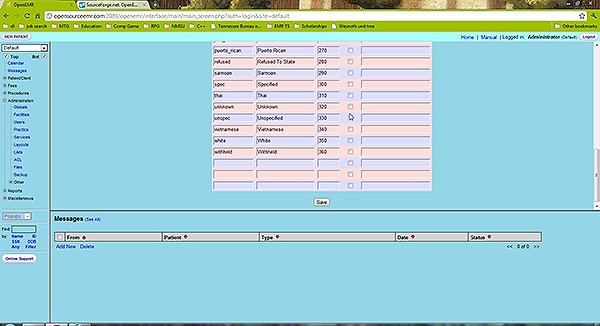 OpenEMR
SourceForge.net: OpenE...
opensourceemr.com:2089/openemr/interface/main/main_screen.php?auth=login&site=default
dl
job search
MTG
Education
Comp Game
RPG
NMSU
C++
Tennessee Bureau o...
EMR TS
Scholarships
Wesnoth unit tree
Other bookmarks
NEW PATIENT
Home | Manual | Logged in: Administrator (Default)
Logout
Default
Top Bot
Calendar
Messages
Patient/Client
Fees
Procedures
Administration
Globals
Facilities
Users
Practice
Services
Layouts
Lists
ACL
Files
Backup
Other
Reports
Miscellaneous
Popups
Find:
by: Name ID
SSN DOB
Any Filter
Online Support
puerto_rican Puerto Rican 270
refused Refused To State 280
samoan Samoan 290
spec Specified 300
thai Thai 310
unknown Unknown 320
unspec Unspecified 330
vietnamese Vietnamese 340
white White 350
withheld Withheld 360
Save
Messages (See All)
From Patient Type Date Status
Add New Delete
<< 0 of 0 >>